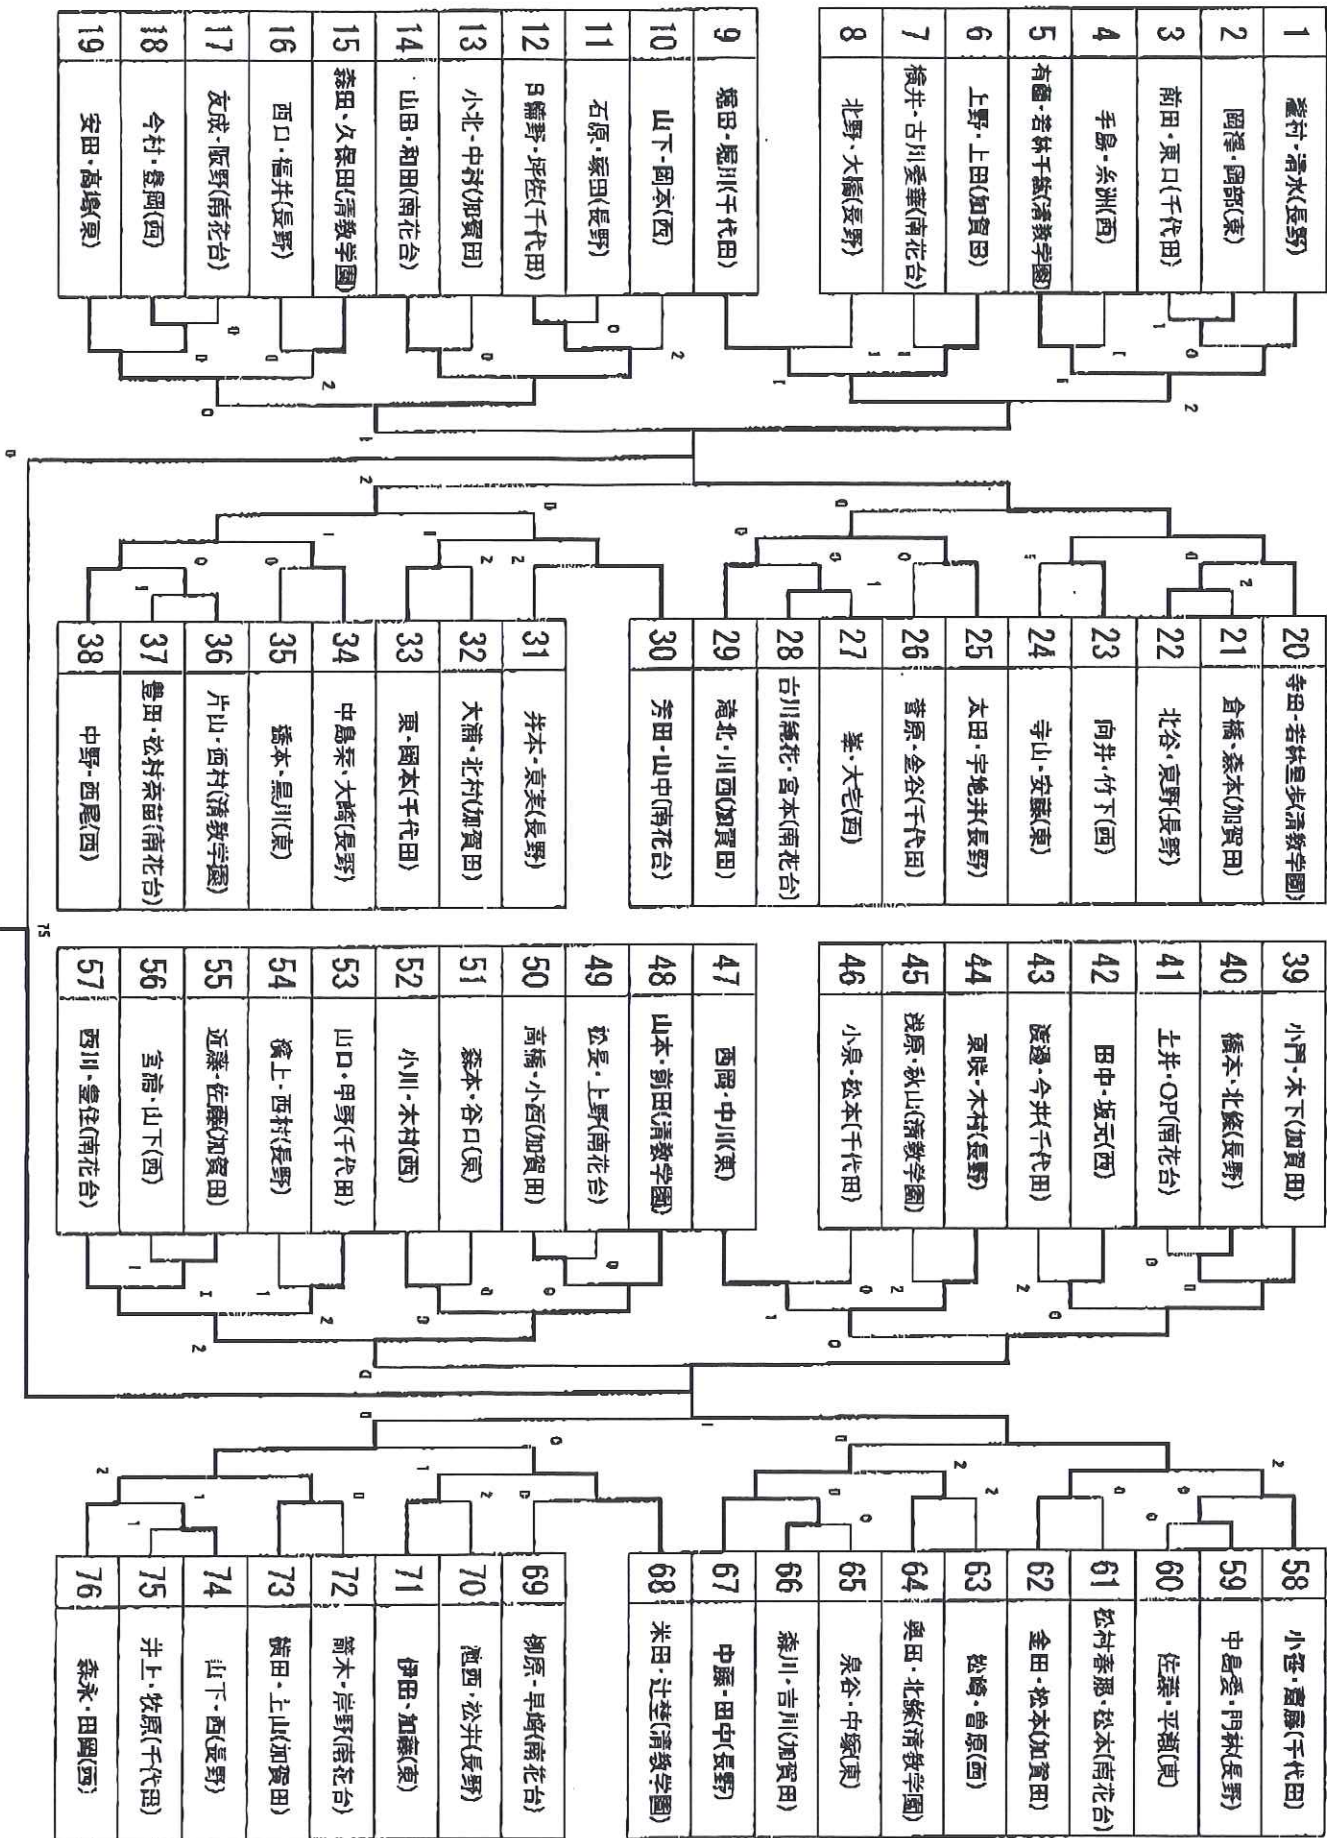 1 瀧村・清水(長野)
2 岡澤・岡部(東)
3 前田・東口(千代田)
4 手島・糸洲(西)
5 有薗・若林千紘(清教学園)
6 上野・上田(加賀田)
7 横井・古川愛華(南花台)
8 北野・大橋(長野)
9 堀田・堀川(千代田)
10 山下・岡本(西)
11 石原・塚田(長野)
12 日龍野・坪佐(千代田)
13 小北・中村(加賀田)
14 山田・和田(南花台)
15 森田・久保田(清教学園)
16 西口・福井(長野)
17 友成・阪野(南花台)
18 今村・登岡(西)
19 安田・髙嶋(東)
20 寺田・若林里歩(清教学園)
21 倉橋・森本(加賀田)
22 北谷・東野(長野)
23 向井・竹下(西)
24 寺山・安藤(東)
25 太田・宇地井(長野)
26 菅原・金谷(千代田)
27 峯・大宅(西)
28 古川穂花・宮本(南花台)
29 滝北・川西(加賀田)
30 芳田・山中(南花台)
31 井本・貞実(長野)
32 大浦・北村(加賀田)
33 東・岡本(千代田)
34 中島栞・大崎(長野)
35 橋本・黒川(東)
36 片山・西村(清教学園)
37 豊田・松村奈苗(南花台)
38 中野・西尾(西)
39 小門・木下(加賀田)
40 橋本・北條(長野)
41 土井・OP(南花台)
42 田中・坂元(西)
43 渡邊・今井(千代田)
44 東咲・木村(長野)
45 浅原・秋山(清教学園)
46 小泉・松本(千代田)
47 西岡・中川(東)
48 山本・前田(清教学園)
49 松長・上野(南花台)
50 高橋・小西(加賀田)
51 森本・谷口(東)
52 小川・木村(西)
53 山口・甲野(千代田)
54 檜上・西村(長野)
55 近藤・佐藤(加賀田)
56 宮浦・山下(西)
57 西川・豊住(南花台)
58 小笹・齋藤(千代田)
59 中島愛・門林(長野)
60 佐藤・平瀬(東)
61 松村春那・松本(南花台)
62 金田・松本(加賀田)
63 松崎・曽原(西)
64 奥田・北條(清教学園)
65 泉谷・中塚(東)
66 森川・吉川(加賀田)
67 中藤・田中(長野)
68 米田・辻埜(清教学園)
69 柳原・早崎(南花台)
70 池西・松井(長野)
71 伊田・加藤(東)
72 箭木・岸野(南花台)
73 横田・上山(加賀田)
74 山下・西(長野)
75 井上・牧原(千代田)
76 森永・田岡(西)
75